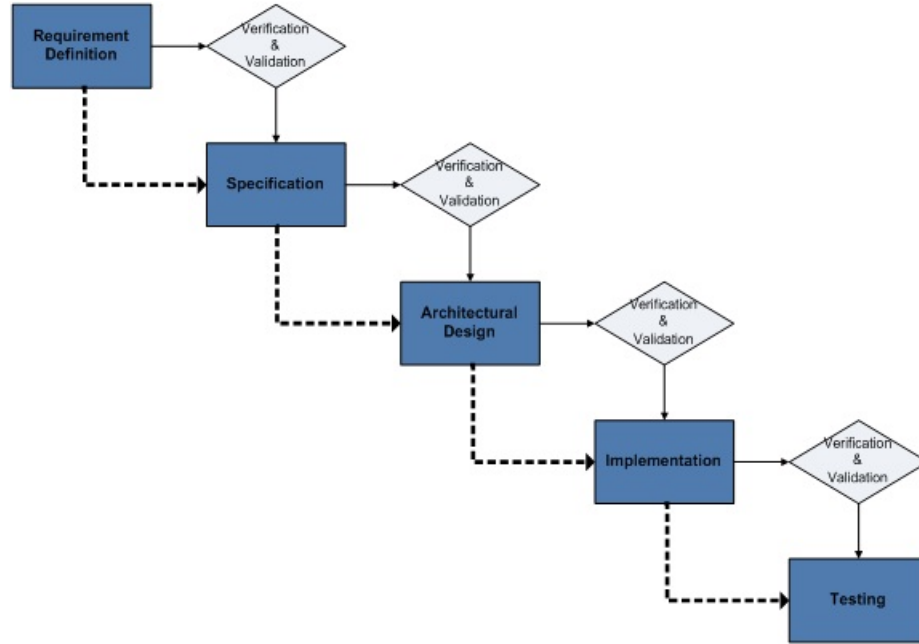 Requirement
Definition
Verification
&
Validation
Specification
Verification
&
Validation
Architectural
Design
Verification
&
Validation
Implementation
Verification
&
Validation
Testing